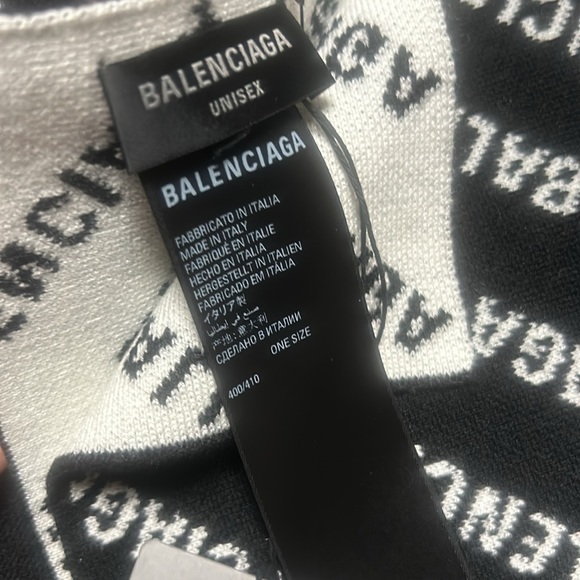 BALENCIAGA
UNISEX
BALENCIAGA
FABBRICATO IN ITALIA
MADE IN ITALY
FABRIQUÉ EN ITALIE
HECHO EN ITALIA
HERGESTELLT IN ITALIEN
FABRICADO EM ITÁLIA
イタリア製
صنع في إيطاليا
产地:意大利
СДЕЛАНО В ИТАЛИИ
ONE SIZE
400/410